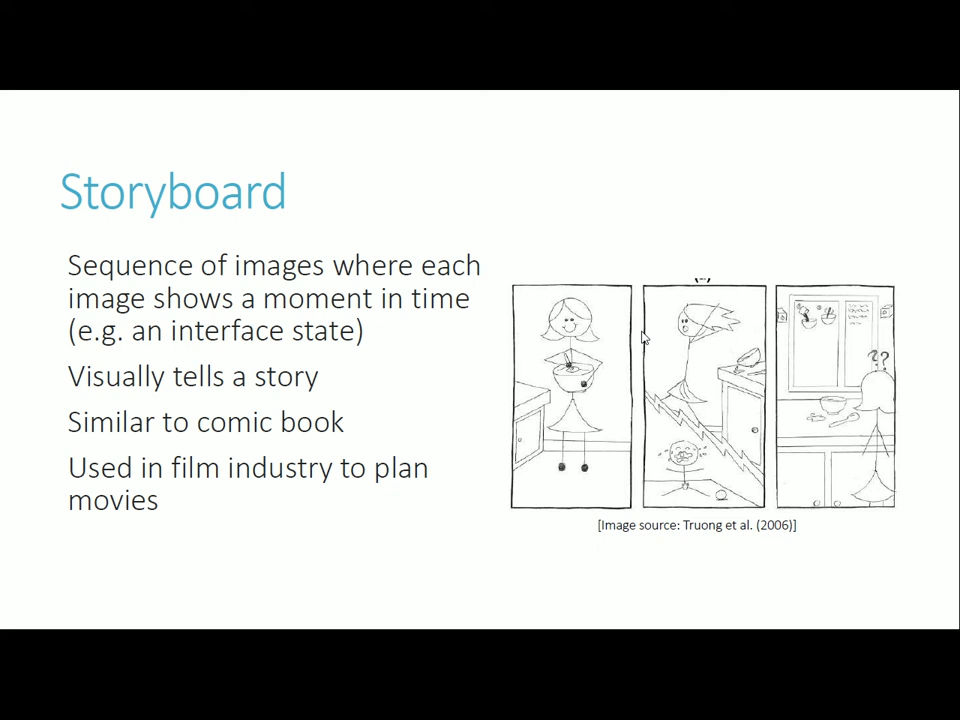 Storyboard
Sequence of images where each
image shows a moment in time
(e.g. an interface state)
Visually tells a story
Similar to comic book
Used in film industry to plan
movies
??
[Image source: Truong et al. (2006)]